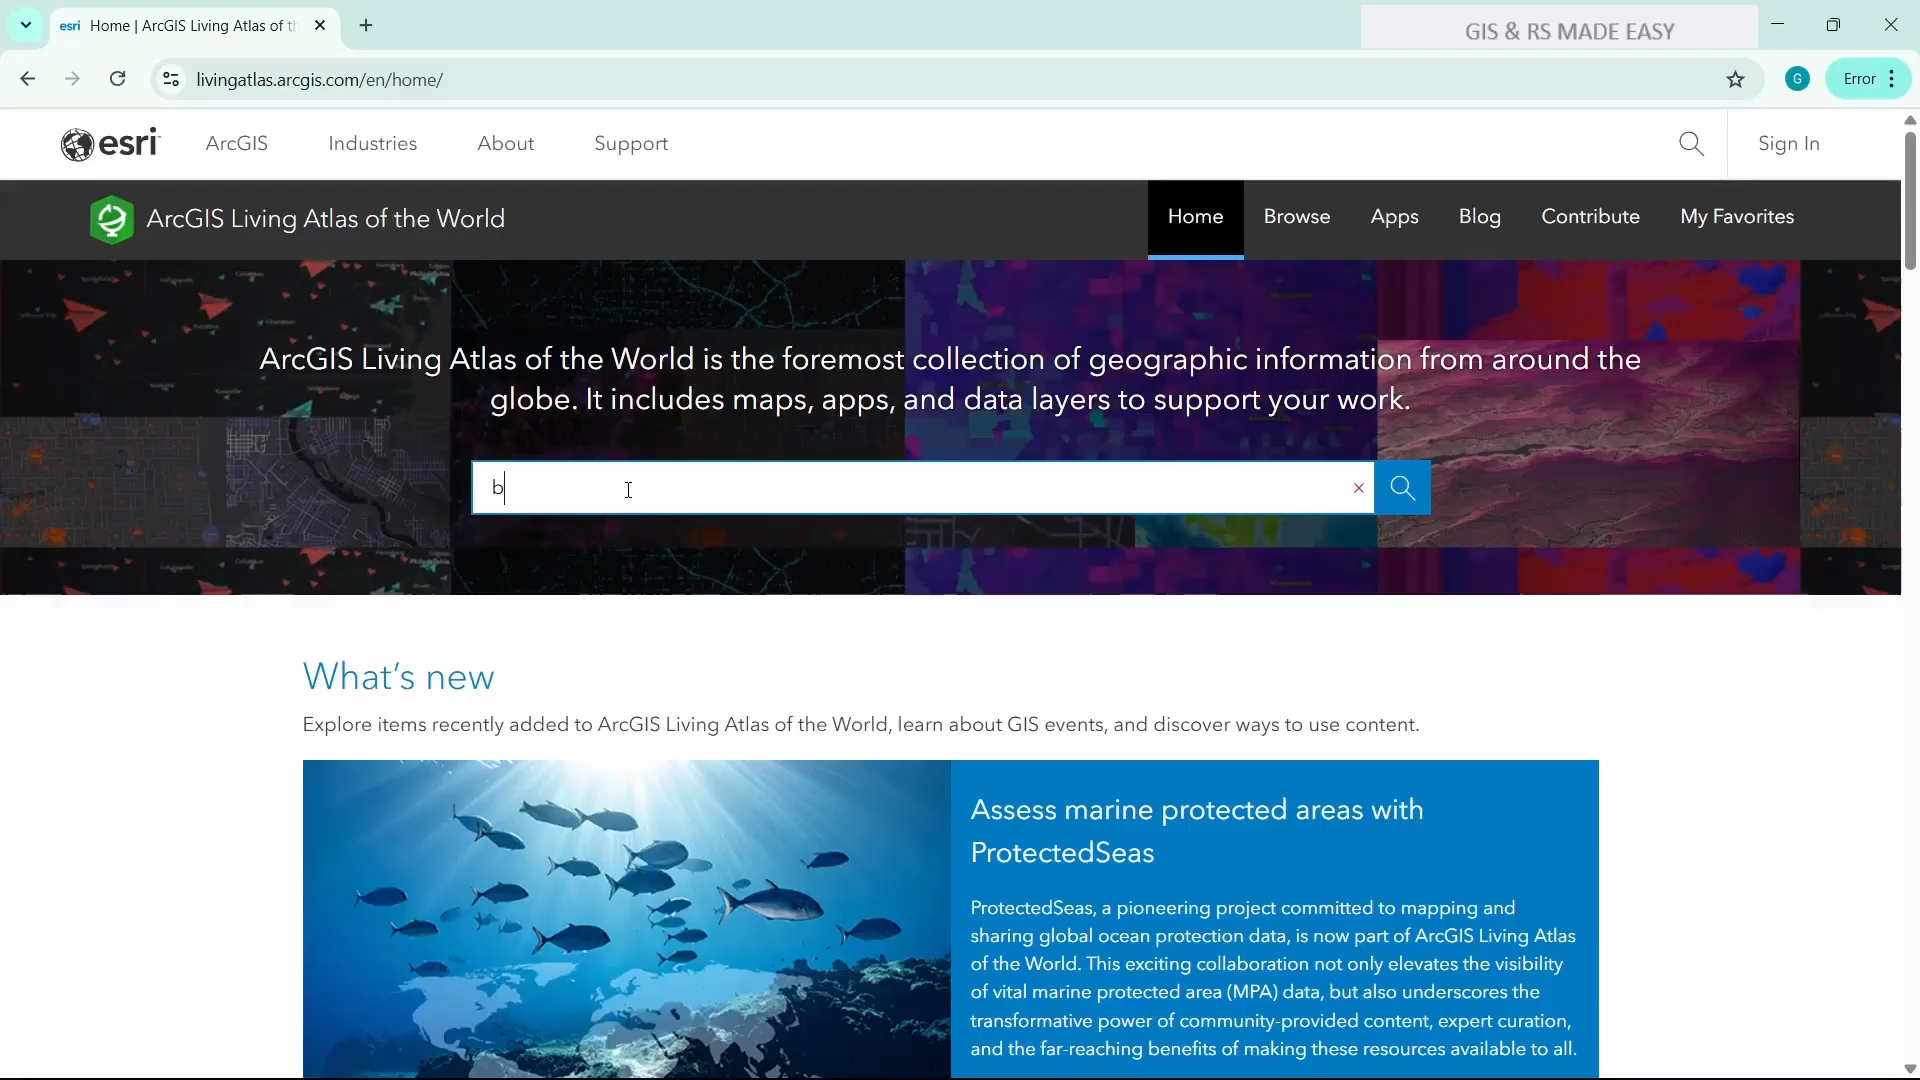 esri Home | ArcGIS Living Atlas of th
GIS & RS MADE EASY
livingatlas.arcgis.com/en/home/
G
Error
esri
ArcGIS
Industries
About
Support
Sign In
ArcGIS Living Atlas of the World
Home
Browse
Apps
Blog
Contribute
My Favorites
ArcGIS Living Atlas of the World is the foremost collection of geographic information from around the
globe. It includes maps, apps, and data layers to support your work.
b
What's new
Explore items recently added to ArcGIS Living Atlas of the World, learn about GIS events, and discover ways to use content.
Assess marine protected areas with
ProtectedSeas
ProtectedSeas, a pioneering project committed to mapping and
sharing global ocean protection data, is now part of ArcGIS Living Atlas
of the World. This exciting collaboration not only elevates the visibility
of vital marine protected area (MPA) data, but also underscores the
transformative power of community-provided content, expert curation,
and the far-reaching benefits of making these resources available to all.